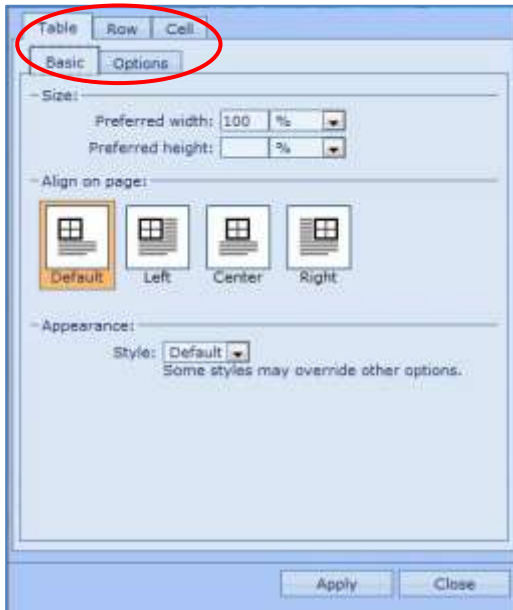 Table Row Cell
Basic Options
Size:
Preferred width: 100 %
Preferred height: %
Align on page:
Default Left Center Right
Appearance:
Style: Default
Some styles may override other options.
Apply Close